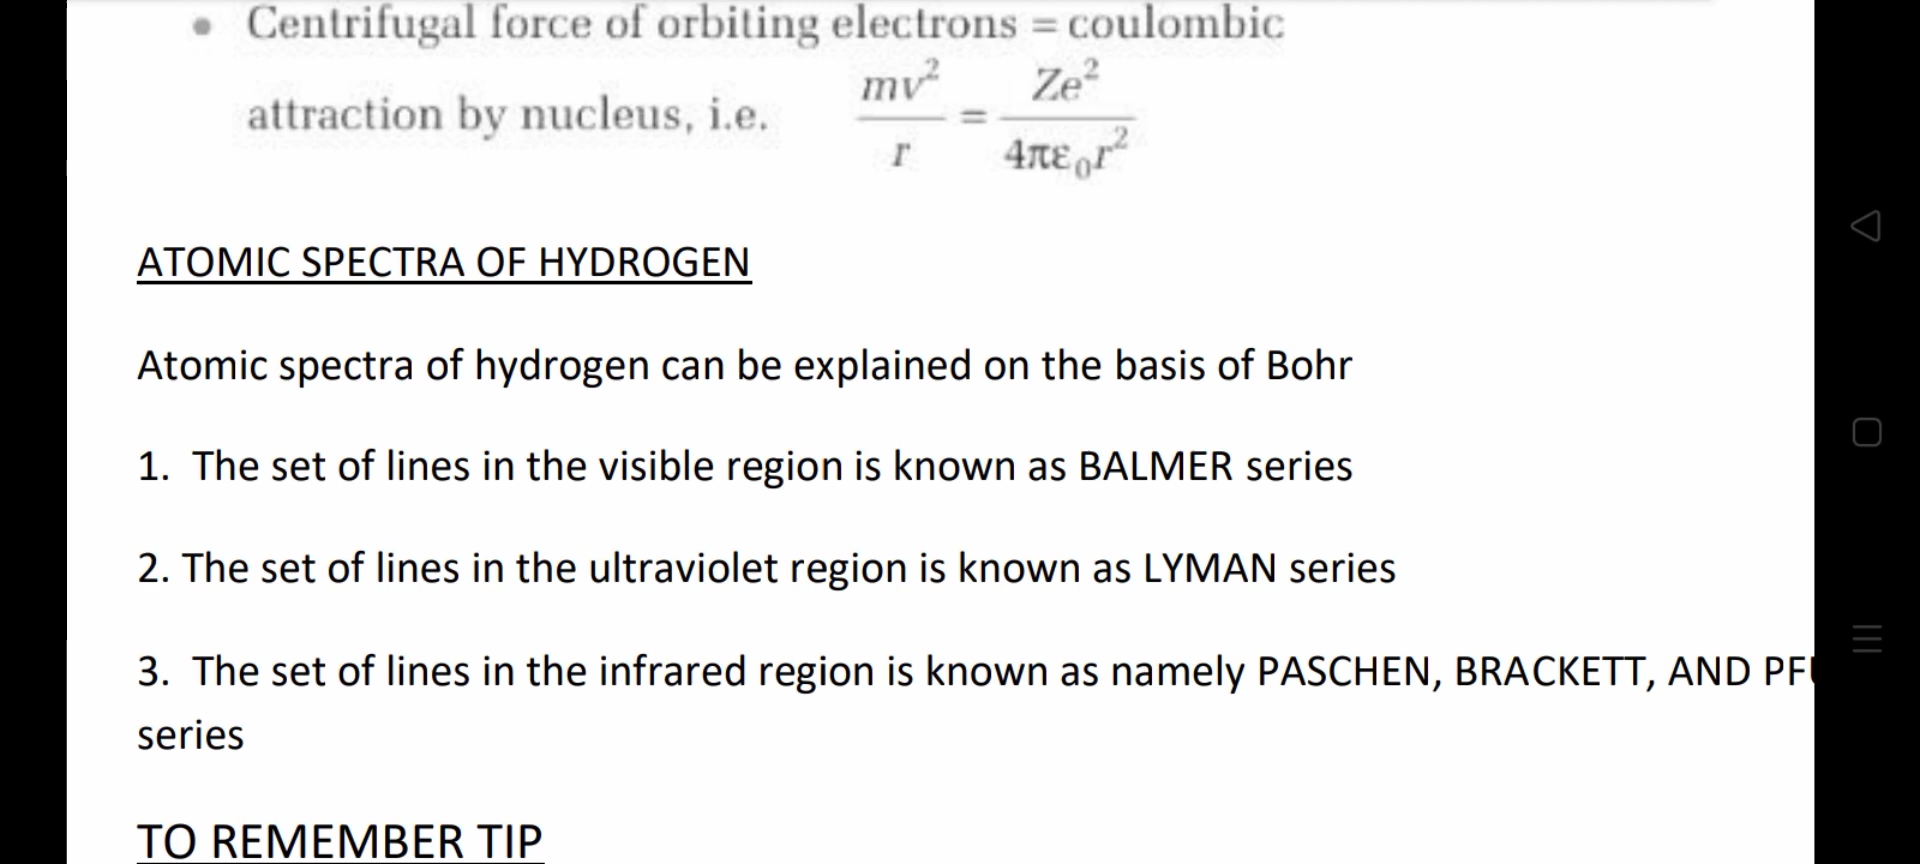 • Centrifugal force of orbiting electrons = coulombic
attraction by nucleus, i.e. mv²/r = Ze²/4πε₀r²
ATOMIC SPECTRA OF HYDROGEN
Atomic spectra of hydrogen can be explained on the basis of Bohr
1. The set of lines in the visible region is known as BALMER series
2. The set of lines in the ultraviolet region is known as LYMAN series
3. The set of lines in the infrared region is known as namely PASCHEN, BRACKETT, AND
series
TO REMEMBER TIP